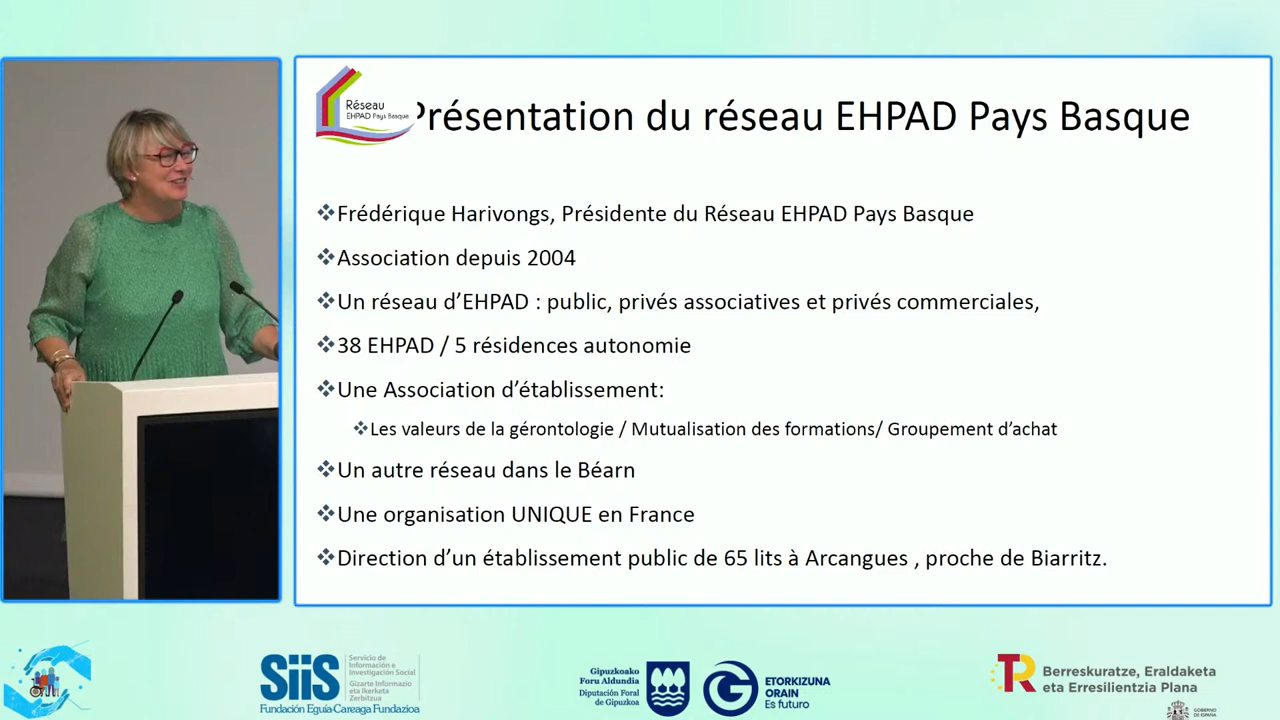 Réseau
EHPAD Pays Basque
Présentation du réseau EHPAD Pays Basque
❖Frédérique Harivongs, Présidente du Réseau EHPAD Pays Basque
❖Association depuis 2004
❖Un réseau d’EHPAD : public, privés associatives et privés commerciales,
❖38 EHPAD / 5 résidences autonomie
❖Une Association d’établissement:
❖Les valeurs de la gérontologie / Mutualisation des formations/ Groupement d’achat
❖Un autre réseau dans le Béarn
❖Une organisation UNIQUE en France
❖Direction d’un établissement public de 65 lits à Arcangues , proche de Biarritz.
SiiS
Servicio de
Información e
Investigación Social
Gizarte Informazio
eta Ikerketa
Zerbitzua
Fundación Eguía-Careaga Fundazioa
Gipuzkoako
Foru Aldundia
Diputación Foral
de Gipuzkoa
ETORKIZUNA
ORAIN
Es futuro
TR
Berreskuratze, Eraldaketa
eta Erresilientzia Plana
GOBIERNO
DE ESPAÑA